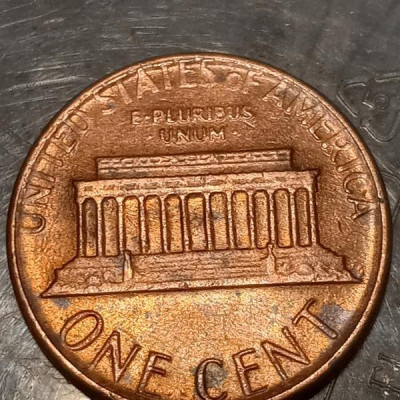 UNITED STATES OF AMERICA
E·PLURIBUS
UNUM
ONE CENT